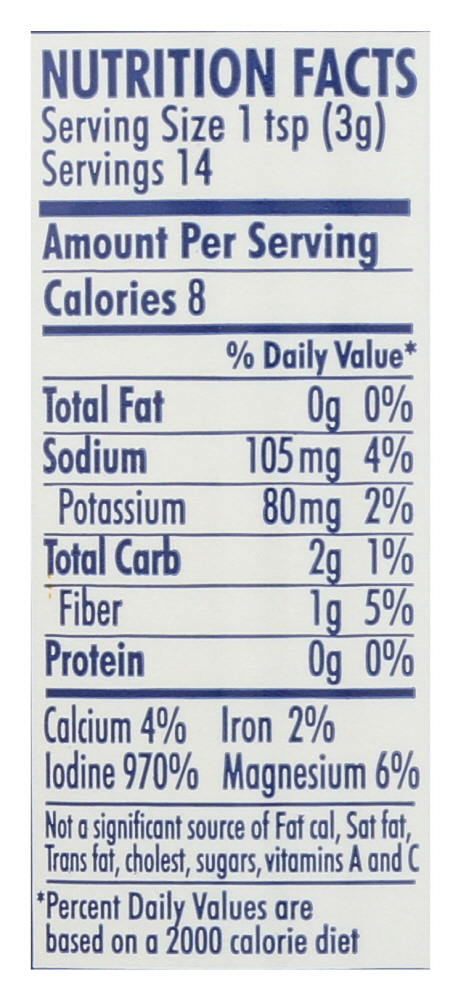 NUTRITION FACTS
Serving Size 1 tsp (3g)
Servings 14
Amount Per Serving
Calories 8
% Daily Value*
Total Fat 0g 0%
Sodium 105mg 4%
Potassium 80mg 2%
Total Carb 2g 1%
Fiber 1g 5%
Protein 0g 0%
Calcium 4% Iron 2%
Iodine 970% Magnesium 6%
Not a significant source of Fat cal, Sat fat,
Trans fat, cholest, sugars, vitamins A and C
*Percent Daily Values are
based on a 2000 calorie diet